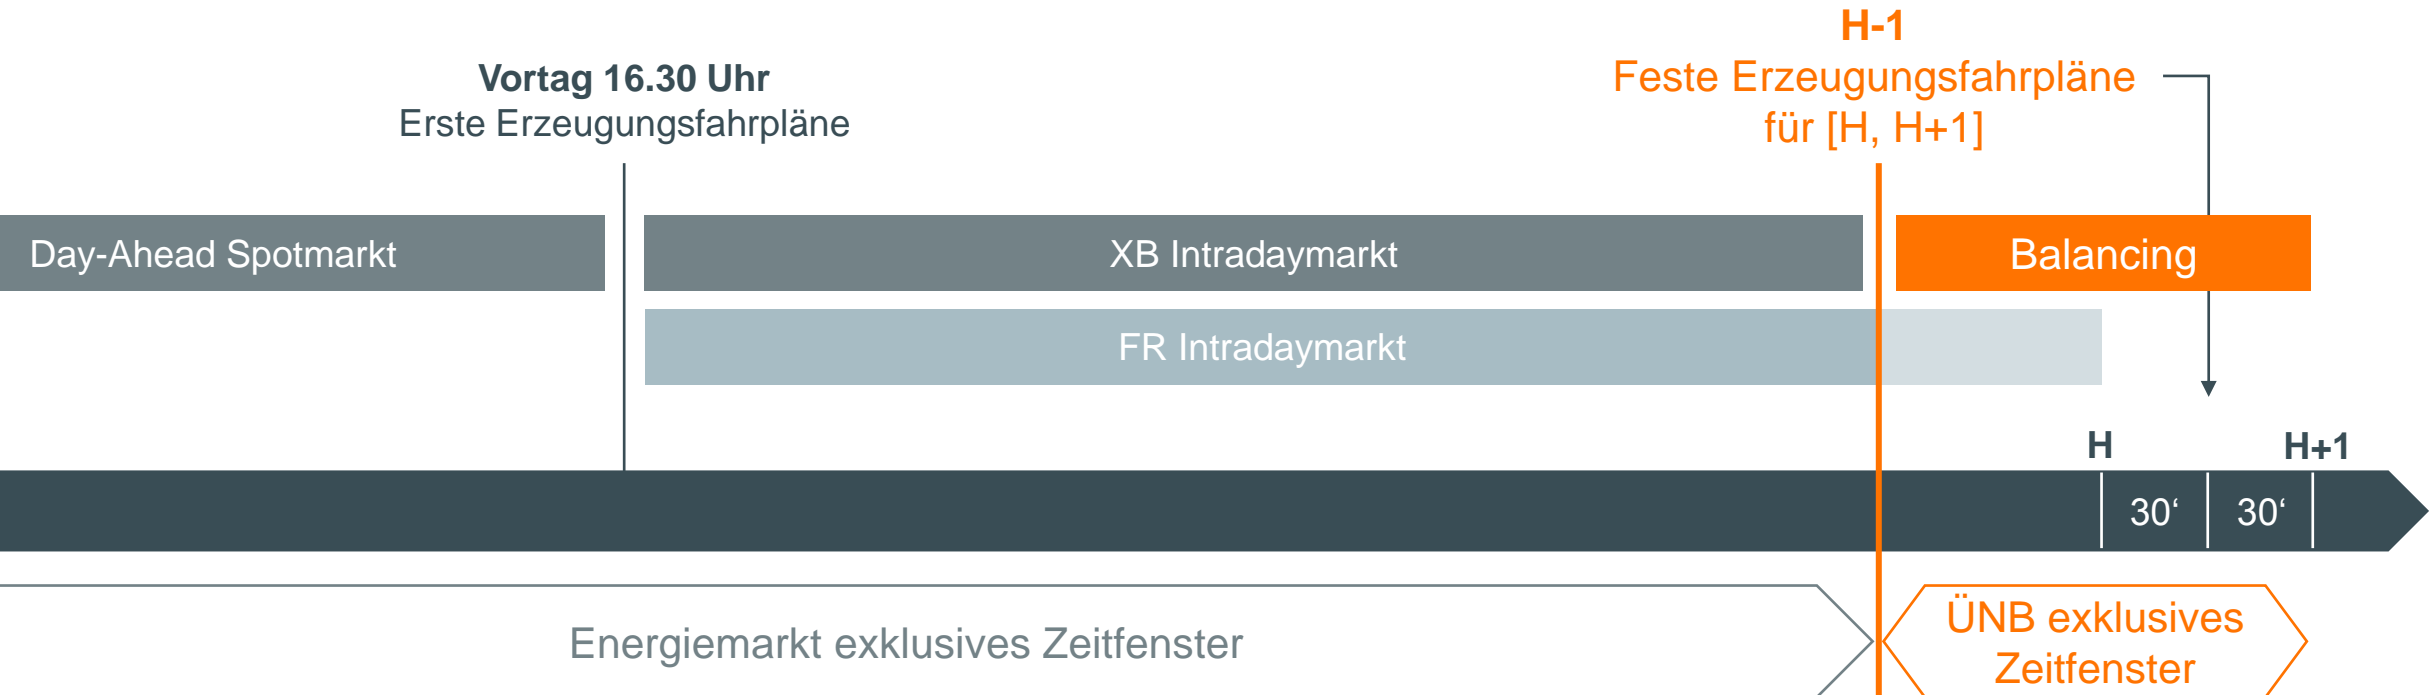 H-1
Feste Erzeugungsfahrpläne
für [H, H+1]
Vortag 16.30 Uhr
Erste Erzeugungsfahrpläne
Day-Ahead Spotmarkt
XB Intradaymarkt
Balancing
FR Intradaymarkt
H
H+1
30‘
30‘
Energiemarkt exklusives Zeitfenster
ÜNB exklusives
Zeitfenster